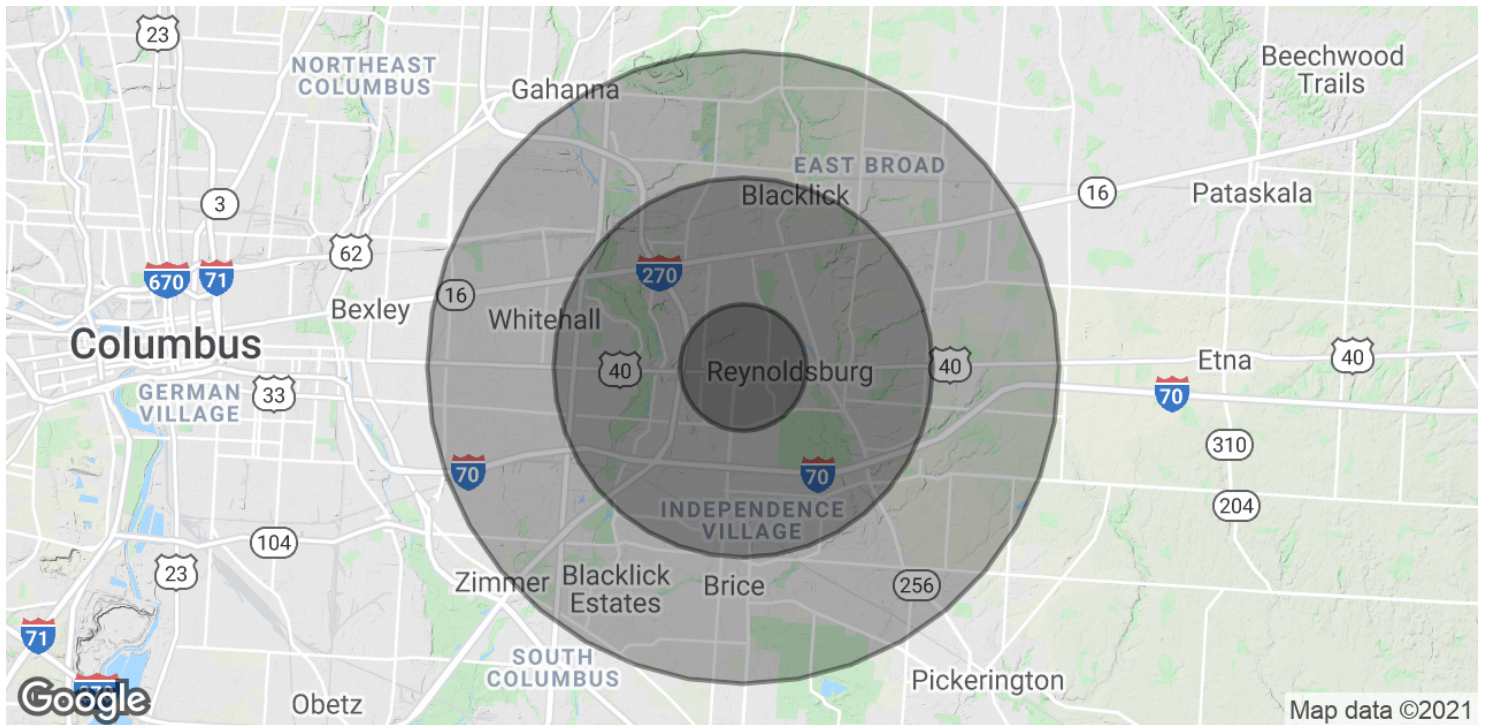 23
NORTHEAST
COLUMBUS
Gahanna
Beechwood
Trails
EAST BROAD
Blacklick
16
Pataskala
3
62
670
71
270
16
Bexley
Whitehall
Columbus
40
Reynoldsburg
40
Etna
40
GERMAN
VILLAGE
33
70
70
70
310
INDEPENDENCE
VILLAGE
204
104
23
Zimmer
Blacklick
Estates
Brice
256
71
SOUTH
COLUMBUS
Pickerington
Google
Obetz
Map data ©2021